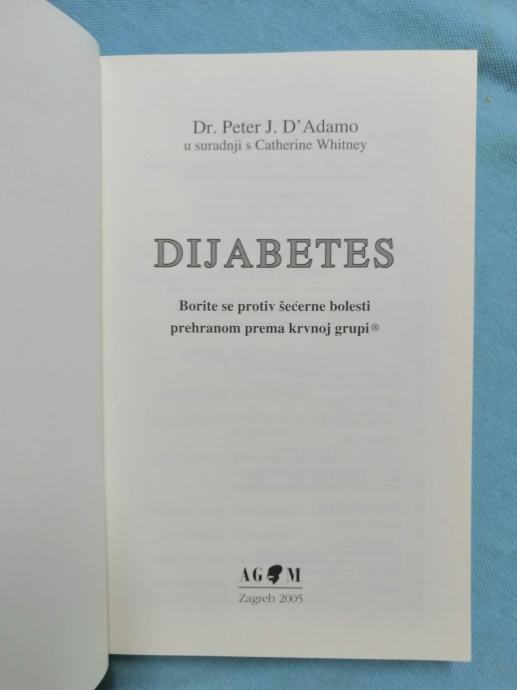 Dr. Peter J. D'Adamo
u suradnji s Catherine Whitney
DIJABETES
Borite se protiv šećerne bolesti
prehranom prema krvnoj grupi®
AGM
Zagreb 2005